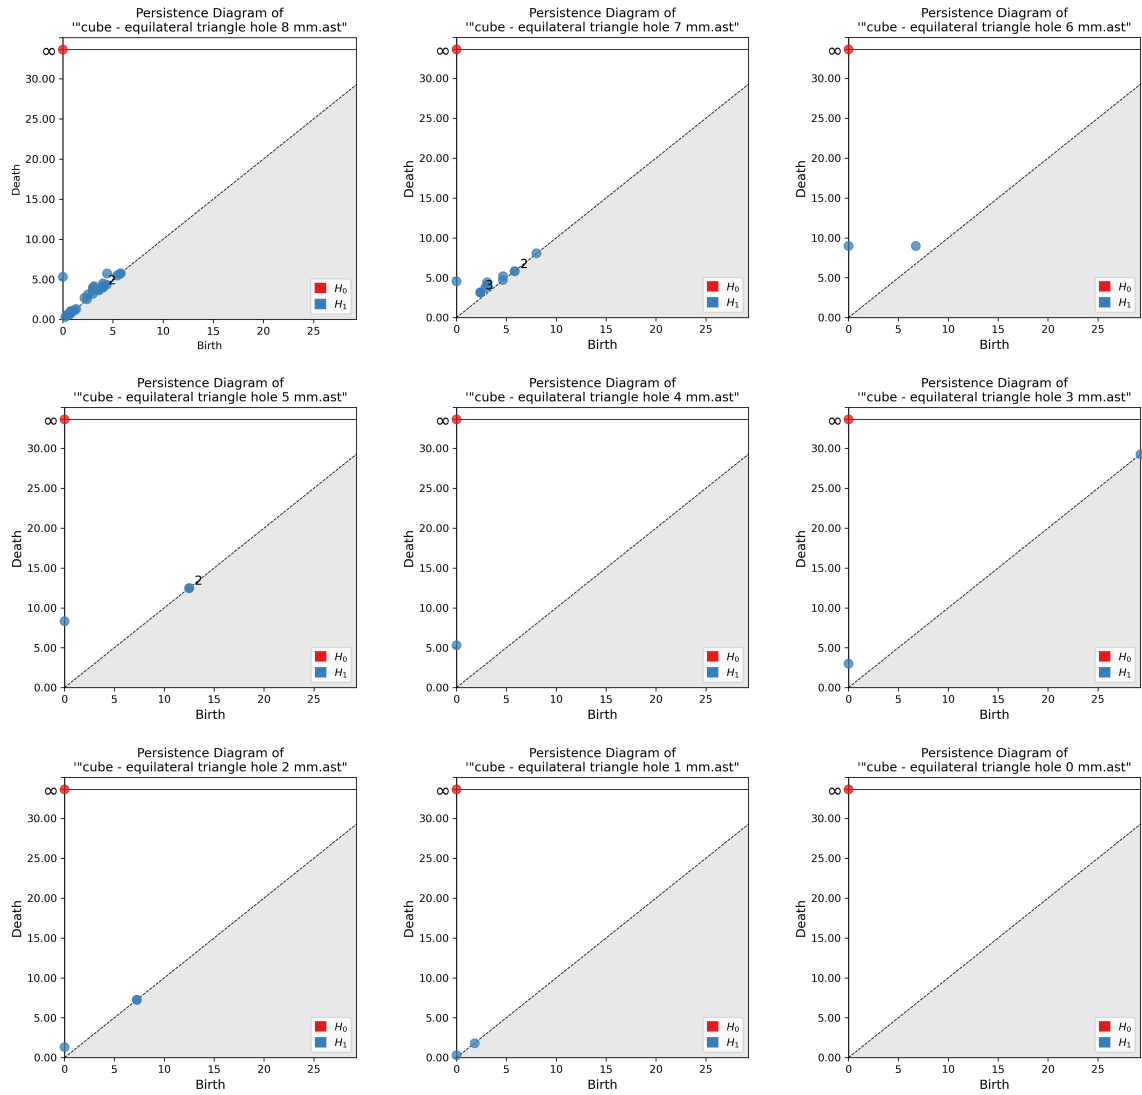 Persistence Diagram of
'"cube - equilateral triangle hole 8 mm.ast"
∞
30.00
25.00
20.00
15.00
10.00
5.00
0.00
Death
2
H0
H1
0 5 10 15 20 25
Birth
Persistence Diagram of
'"cube - equilateral triangle hole 7 mm.ast"
∞
30.00
25.00
20.00
15.00
10.00
5.00
0.00
Death
2
3
H0
H1
0 5 10 15 20 25
Birth
Persistence Diagram of
'"cube - equilateral triangle hole 6 mm.ast"
∞
30.00
25.00
20.00
15.00
10.00
5.00
0.00
Death
H0
H1
0 5 10 15 20 25
Birth
Persistence Diagram of
'"cube - equilateral triangle hole 5 mm.ast"
∞
30.00
25.00
20.00
15.00
10.00
5.00
0.00
Death
2
H0
H1
0 5 10 15 20 25
Birth
Persistence Diagram of
'"cube - equilateral triangle hole 4 mm.ast"
∞
30.00
25.00
20.00
15.00
10.00
5.00
0.00
Death
H0
H1
0 5 10 15 20 25
Birth
Persistence Diagram of
'"cube - equilateral triangle hole 3 mm.ast"
∞
30.00
25.00
20.00
15.00
10.00
5.00
0.00
Death
H0
H1
0 5 10 15 20 25
Birth
Persistence Diagram of
'"cube - equilateral triangle hole 2 mm.ast"
∞
30.00
25.00
20.00
15.00
10.00
5.00
0.00
Death
H0
H1
0 5 10 15 20 25
Birth
Persistence Diagram of
'"cube - equilateral triangle hole 1 mm.ast"
∞
30.00
25.00
20.00
15.00
10.00
5.00
0.00
Death
H0
H1
0 5 10 15 20 25
Birth
Persistence Diagram of
'"cube - equilateral triangle hole 0 mm.ast"
∞
30.00
25.00
20.00
15.00
10.00
5.00
0.00
Death
H0
H1
0 5 10 15 20 25
Birth